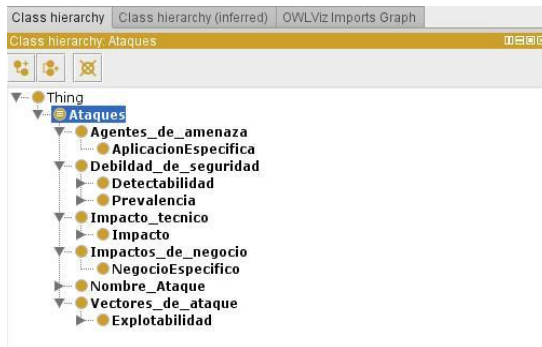 Class hierarchy Class hierarchy (inferred) OWLViz Imports Graph
Class hierarchy: Ataques
Thing
Ataques
Agentes_de_amenaza
AplicacionEspecifica
Debildad_de_seguridad
Detectabilidad
Prevalencia
Impacto_tecnico
Impacto
Impactos_de_negocio
NegocioEspecifico
Nombre_Ataque
Vectores_de_ataque
Explotabilidad